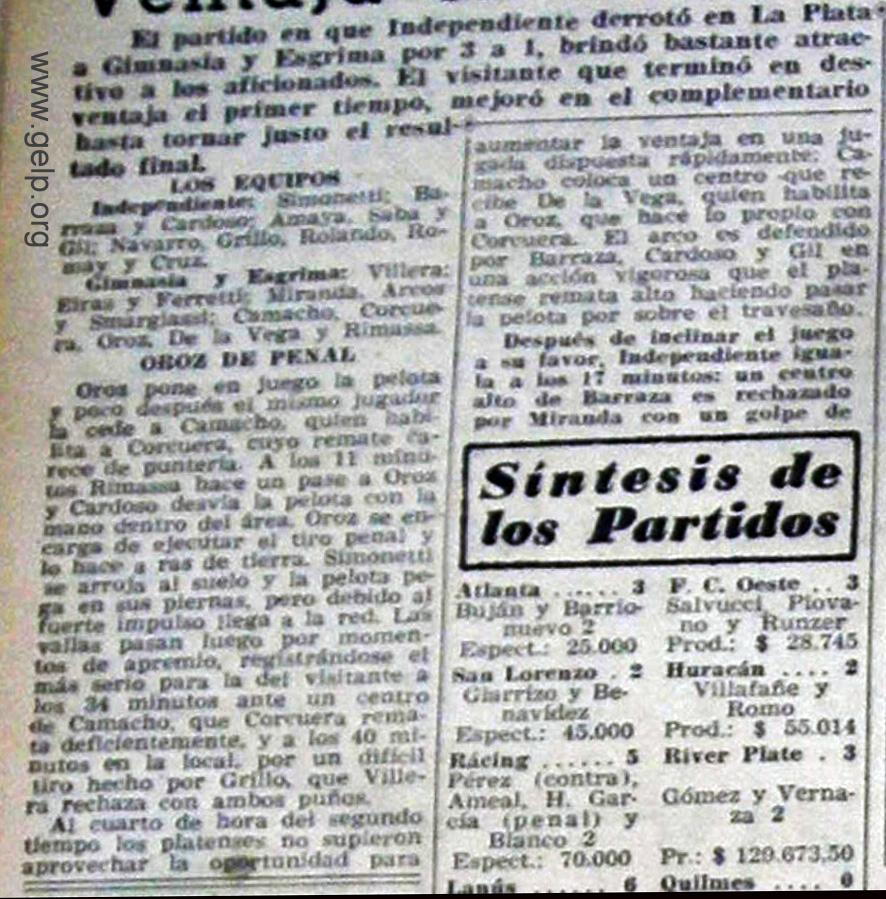 www.gelp.org
Ventaja
El partido en que Independiente derrotó en La Plata
a Gimnasia y Esgrima por 3 a 1, brindó bastante atrac-
tivo a los aficionados. El visitante que terminó en des-
ventaja el primer tiempo, mejoró en el complementario
hasta tornar justo el resul-
tado final.
LOS EQUIPOS
Independiente: Simonetti; Ba-
rraza y Cardoso; Amaya, Saba y
Gil; Navarro, Grillo, Rolando, Ro-
may y Cruz.
Gimnasia y Esgrima: Villera;
Eiras y Ferretti; Miranda, Arcos
y Smargiassi; Camacho, Corcue-
ra, Oroz, De la Vega y Rimassa.
OROZ DE PENAL
Oroz pone en juego la pelota
y poco después el mismo jugador
la cede a Camacho, quien habi-
lita a Corcuera, cuyo remate ca-
rece de puntería. A los 11 minu-
tos Rimassa hace un pase a Oroz
y Cardoso desvía la pelota con la
mano dentro del área. Oroz se en-
carga de ejecutar el tiro penal y
lo hace a ras de tierra. Simonetti
se arroja al suelo y la pelota pe-
ga en sus piernas, pero debido al
fuerte impulso llega a la red. Las
vallas pasan luego por momen-
tos de apremio, registrándose el
más serio para la del visitante a
los 34 minutos ante un centro
de Camacho, que Corcuera rema-
ta deficientemente, y a los 40 mi-
nutos en la local, por un difícil
tiro hecho por Grillo, que Ville-
ra rechaza con ambos puños.
Al cuarto de hora del segundo
tiempo los platenses no supieron
aprovechar la oportunidad para
aumentar la ventaja en una ju-
gada dispuesta rápidamente: Ca-
macho coloca un centro que re-
cibe De la Vega, quien habilita
a Oroz, que hace lo propio con
Corcuera. El arco es defendido
por Barraza, Cardoso y Gil en
una acción vigorosa que el pla-
tense remata alto haciendo pasar
la pelota por sobre el travesaño.
Después de inclinar el juego
a su favor, Independiente igua-
la a los 17 minutos: un centro
alto de Barraza es rechazado
por Miranda con un golpe de
Síntesis de
los Partidos
Atlanta ...... 3 F. C. Oeste .. 3
Buján y Barrio- Salvucci, Piova-
nuevo 2 no y Runzer
Espect.: 25.000 Prod.: $ 28.745
San Lorenzo . 2 Huracán .... 2
Giarrizo y Be- Villafañe y
navídez Romo
Espect.: 45.000 Prod.: $ 55.014
Rácing ...... 5 River Plate . 3
Pérez (contra),
Ameal, H. Gar- Gómez y Verna-
cía (penal) y za 2
Blanco 2
Espect.: 70.000 Pr.: $ 129.673,50
Lanús ...... 6 Quilmes .... 0